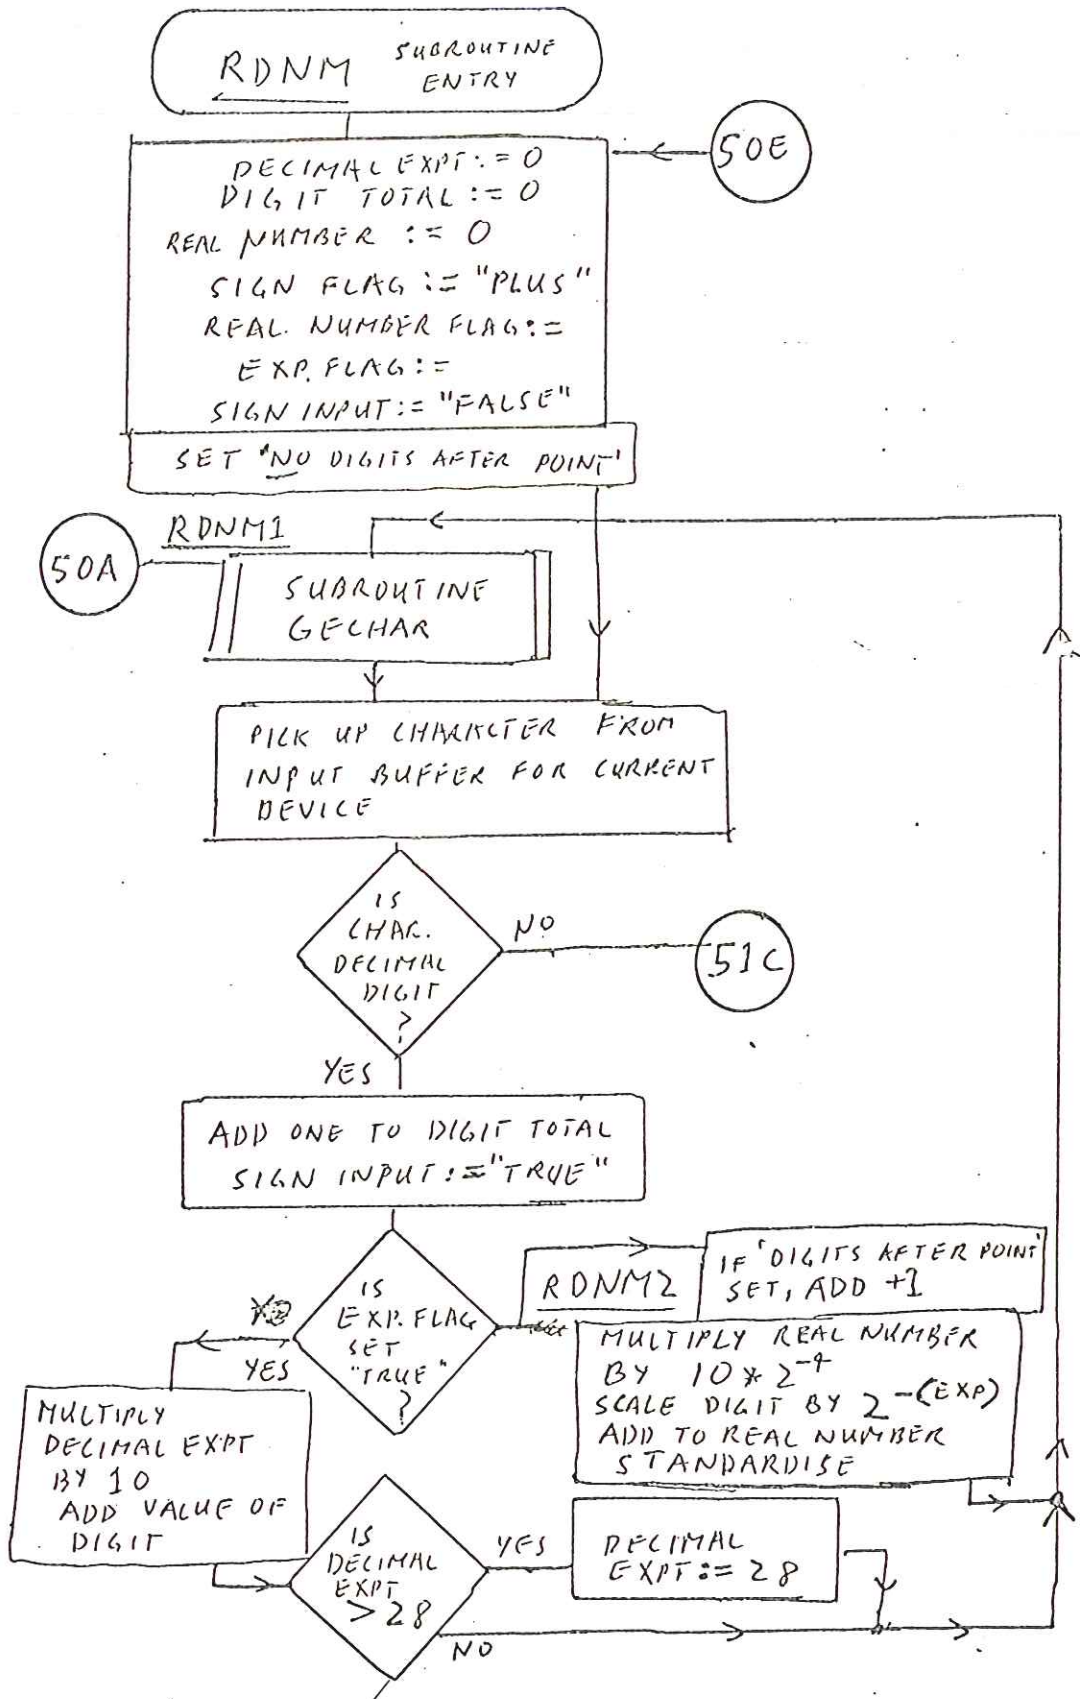 RDNM SUBROUTINE
ENTRY
50E
DECIMAL EXPT := 0
DIGIT TOTAL := 0
REAL NUMBER := 0
SIGN FLAG := "PLUS"
REAL. NUMBER FLAG :=
EXP. FLAG :=
SIGN INPUT := "FALSE"
SET "NO DIGITS AFTER POINT'
RDNM1
50A
SUBROUTINE
GECHAR
PICK UP CHARACTER FROM
INPUT BUFFER FOR CURRENT
DEVICE
IS
CHAR.
DECIMAL
DIGIT
?
NO
51C
YES
ADD ONE TO DIGIT TOTAL
SIGN INPUT := "TRUE"
IS
EXP. FLAG
SET
"TRUE"
?
YES
RDNM2
IF 'DIGITS AFTER POINT'
SET, ADD +1
MULTIPLY REAL NUMBER
BY 10 * 2⁻⁴
SCALE DIGIT BY 2 -(EXP)
ADD TO REAL NUMBER
STANDARDISE
MULTIPLY
DECIMAL EXPT
BY 10
ADD VALUE OF
DIGIT
IS
DECIMAL
EXPT
> 28
YES
DECIMAL
EXPT := 28
NO